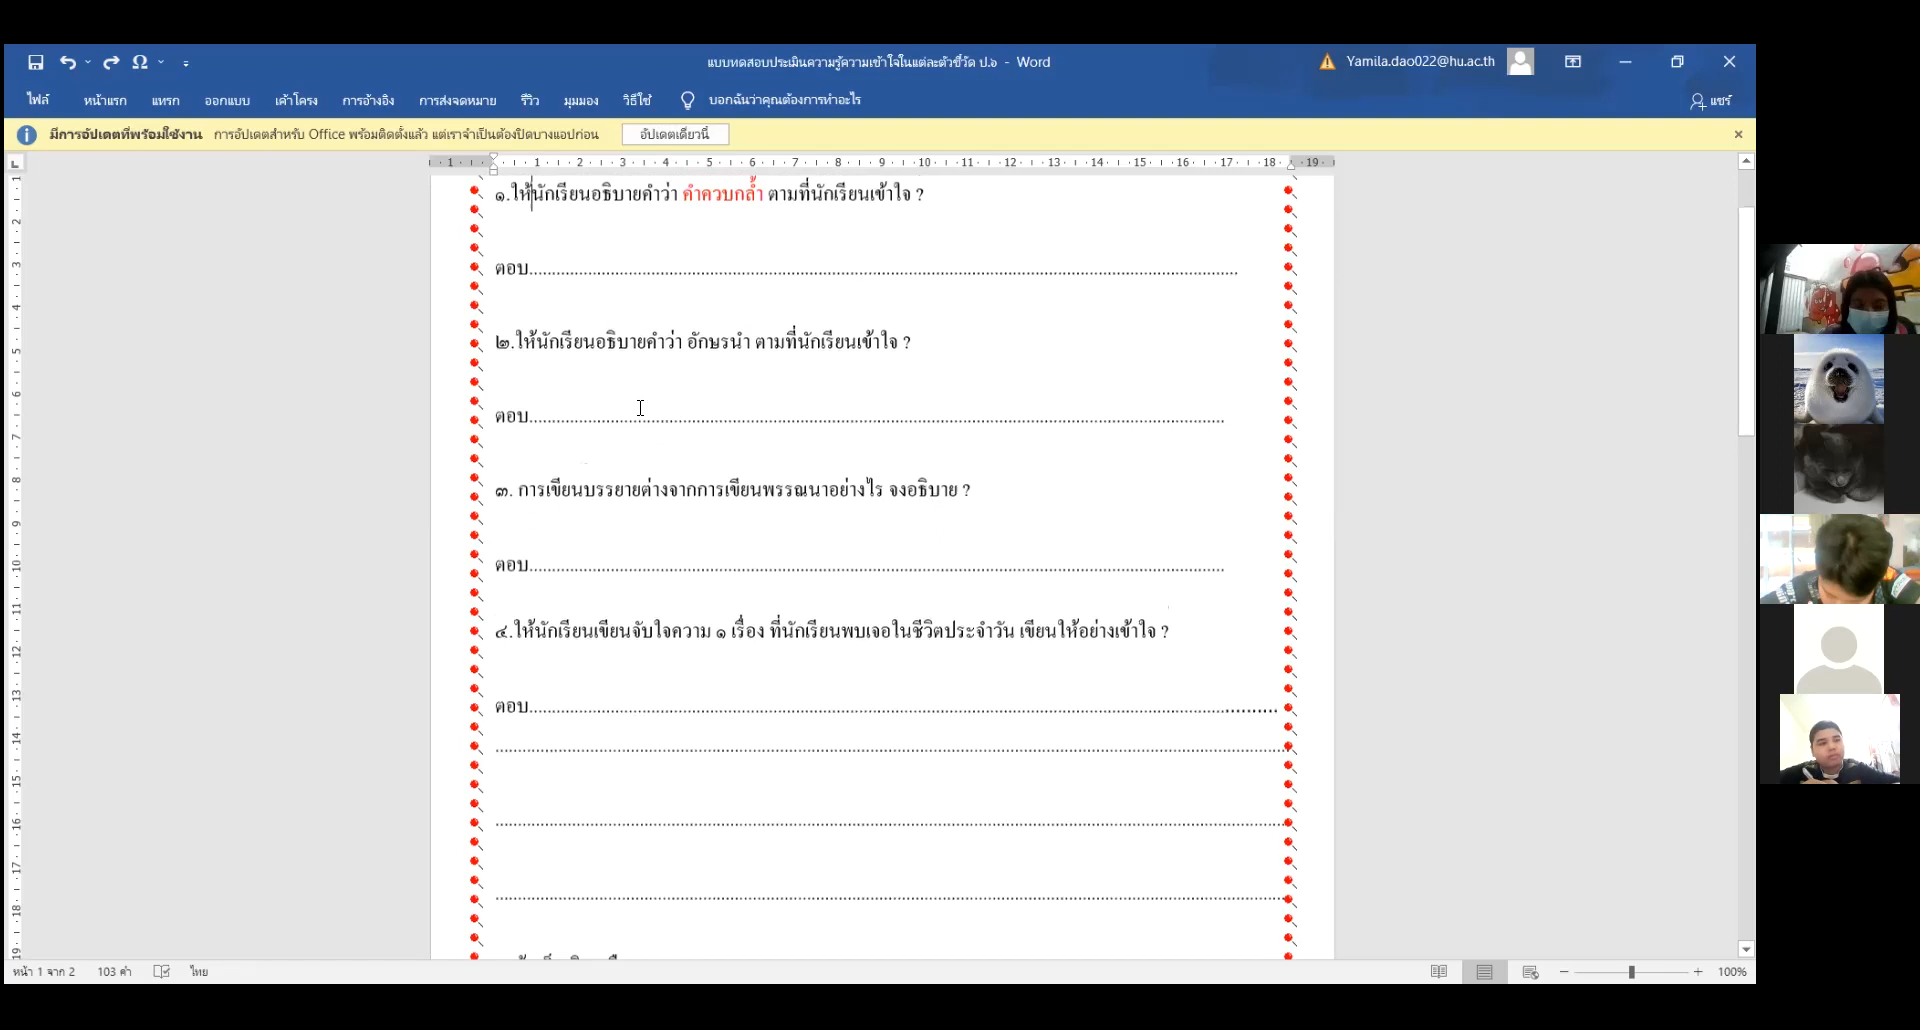 แบบทดสอบประเมินความรู้ความเข้าใจในแต่ละตัวชี้วัด ป.๖ - Word
Yamila.dao022@hu.ac.th
ไฟล์ หน้าแรก แทรก ออกแบบ เค้าโครง การอ้างอิง การส่งจดหมาย รีวิว มุมมอง วิธีใช้ บอกฉันว่าคุณต้องการทำอะไร แชร์
มีการอัปเดตที่พร้อมใช้งาน การอัปเดตสำหรับ Office พร้อมติดตั้งแล้ว แต่เราจำเป็นต้องปิดบางแอปก่อน อัปเดตเดี๋ยวนี้
1 1 2 3 4 5 6 7 8 9 10 11 12 13 14 15 16 17 18 19
๑.ให้นักเรียนอธิบายคำว่า คำควบกล้ำ ตามที่นักเรียนเข้าใจ ?
ตอบ..........................................................................................
๒.ให้นักเรียนอธิบายคำว่า อักษรนำ ตามที่นักเรียนเข้าใจ ?
ตอบ..........................................................................................
๓. การเขียนบรรยายต่างจากการเขียนพรรณนาอย่างไร จงอธิบาย ?
ตอบ..........................................................................................
๔.ให้นักเรียนเขียนจับใจความ ๑ เรื่อง ที่นักเรียนพบเจอในชีวิตประจำวัน เขียนให้อย่างเข้าใจ ?
ตอบ..........................................................................................
หน้า 1 จาก 2 103 คำ ไทย 100%